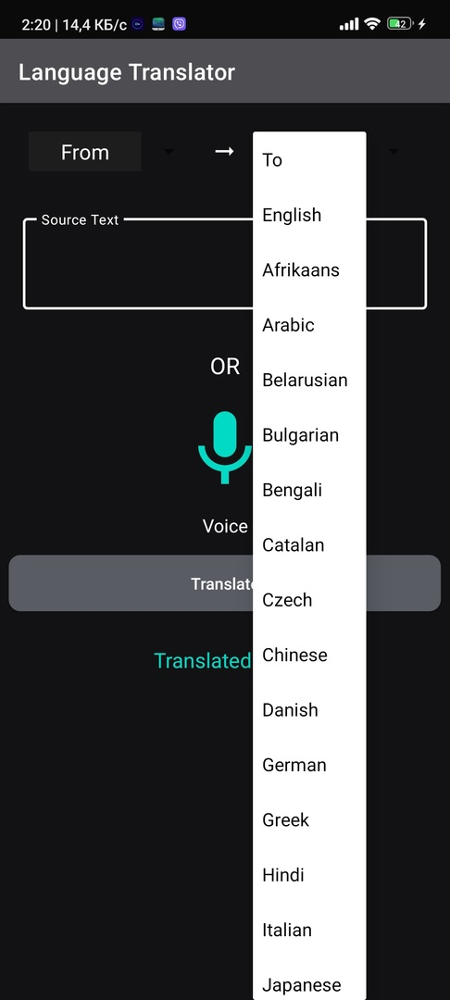 2:20 | 14,4 КБ/с
42
Language Translator
From
→
To
English
Afrikaans
Arabic
Belarusian
Bulgarian
Bengali
Catalan
Czech
Chinese
Danish
German
Greek
Hindi
Italian
Japanese
Source Text
OR
Voice
Translate
Translated